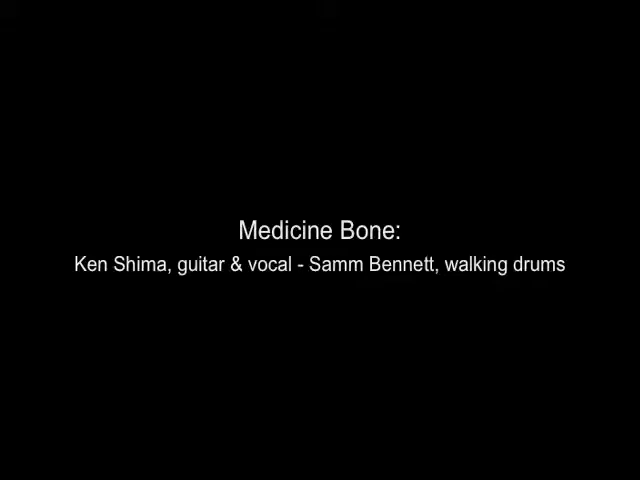 Medicine Bone:
Ken Shima, guitar & vocal - Samm Bennett, walking drums